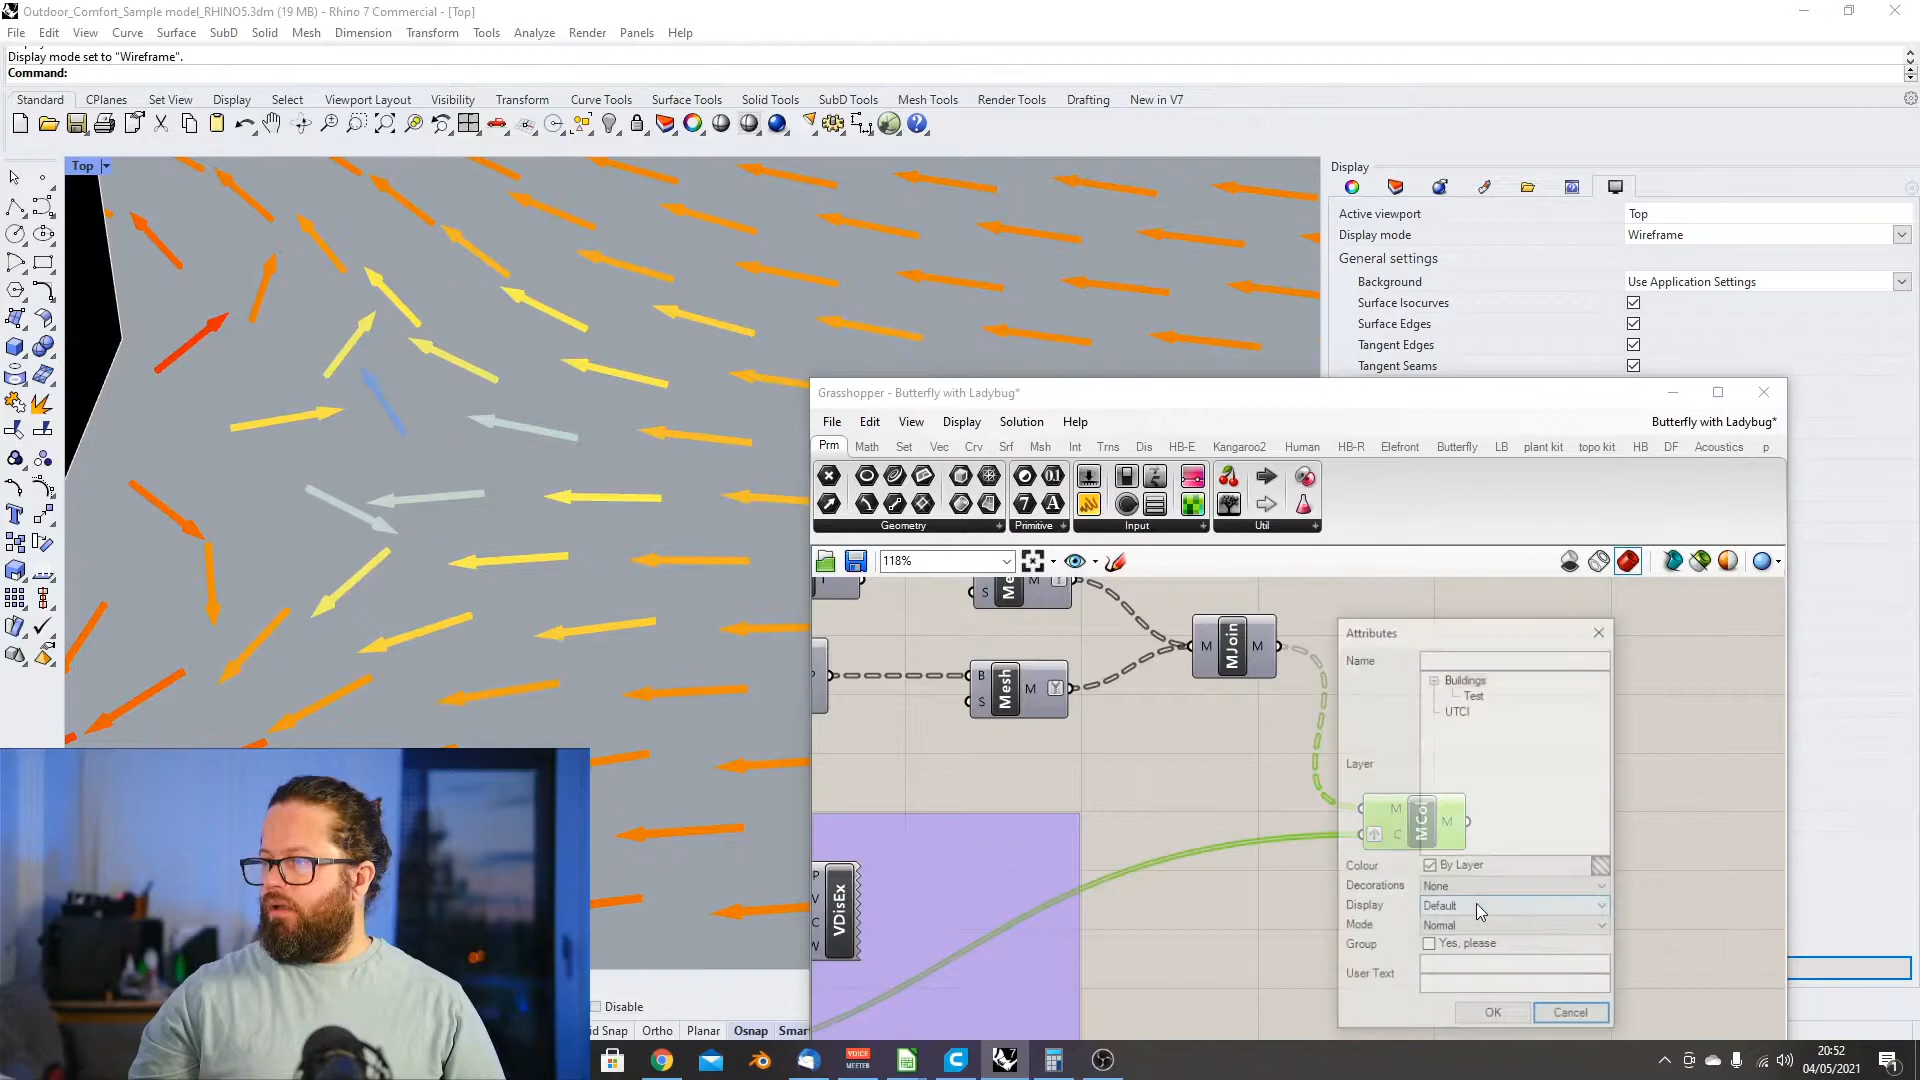 Outdoor_Comfort_Sample model_RHINO5.3dm (19 MB) - Rhino 7 Commercial - [Top]
File Edit View Curve Surface SubD Solid Mesh Dimension Transform Tools Analyze Render Panels Help
Display mode set to "Wireframe".
Command:
Standard CPlanes Set View Display Select Viewport Layout Visibility Transform Curve Tools Surface Tools Solid Tools SubD Tools Mesh Tools Render Tools Drafting New in V7
Top
Display
Active viewport Top
Display mode Wireframe
General settings
Background Use Application Settings
Surface Isocurves
Surface Edges
Tangent Edges
Tangent Seams
Grasshopper - Butterfly with Ladybug*
File Edit View Display Solution Help Butterfly with Ladybug*
Prm Math Set Vec Crv Srf Msh Int Trns Dis HB-E Kangaroo2 Human HB-R Elefront Butterfly LB plant kit topo kit HB DF Acoustics p
Geometry Primitive Input Util
118%
S M
M MJoin M
B Mesh M
S
Attributes
Name
Buildings
Test
UTCI
Layer
M MCol M
C
P VDisEx
V
C
W
Colour By Layer
Decorations None
Display Default
Mode Normal
Group Yes, please
User Text
OK Cancel
Disable
id Snap Ortho Planar Osnap Smar
VOICE
MEETER
20:52
04/05/2021